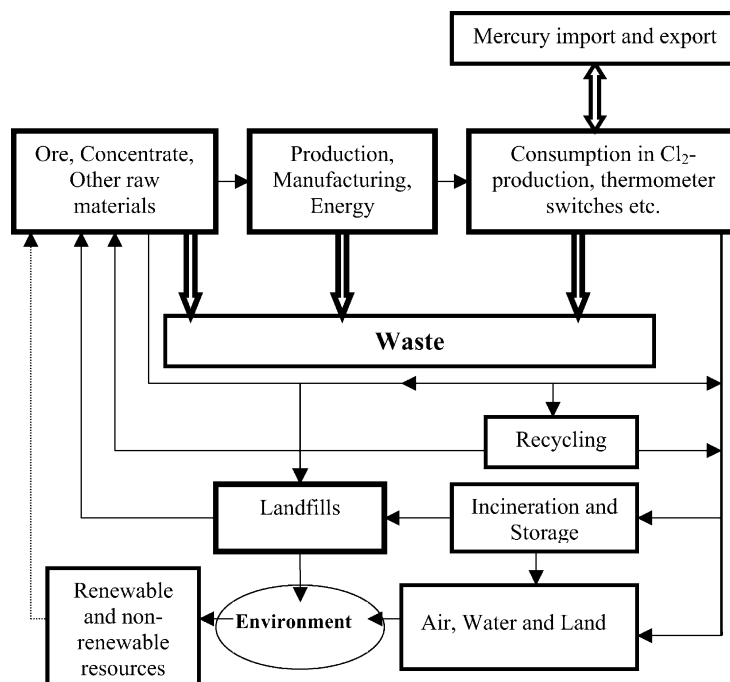 Mercury import and export
Ore, Concentrate,
Other raw
materials
Production,
Manufacturing,
Energy
Consumption in Cl₂-
production, thermometer
switches etc.
Waste
Recycling
Landfills
Incineration and
Storage
Renewable
and non-
renewable
resources
Environment
Air, Water and Land